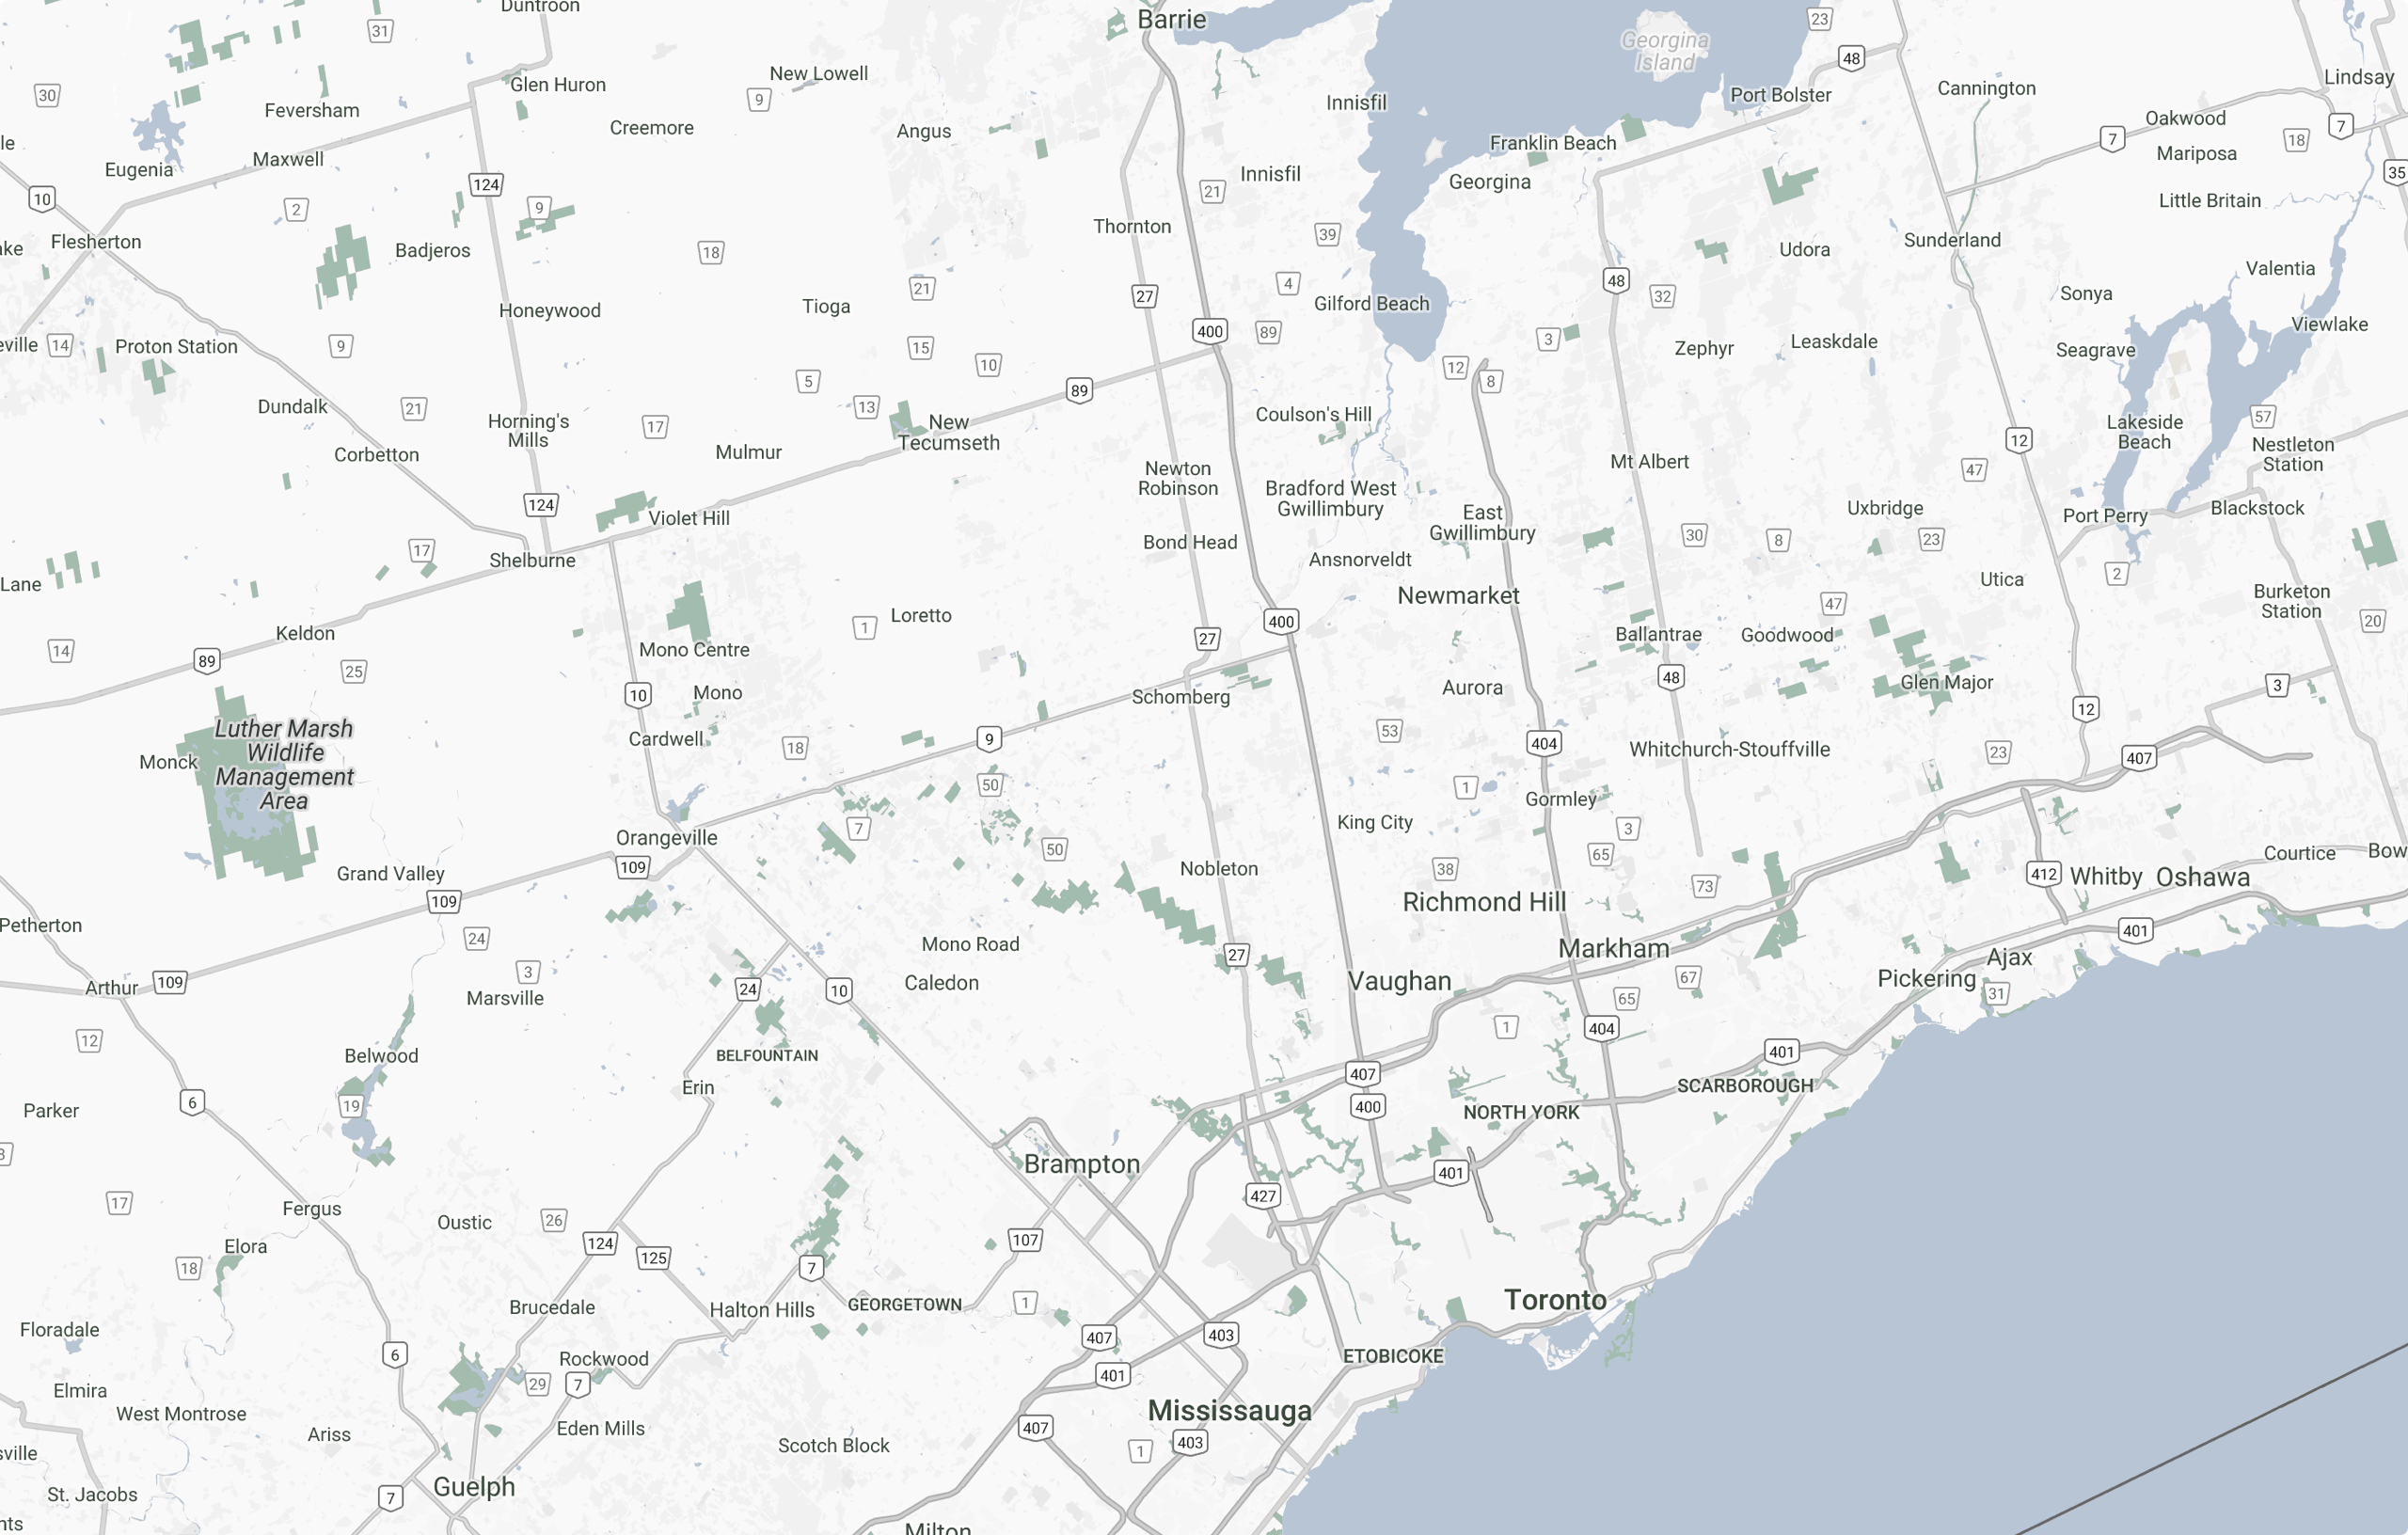 Duntroon
Barrie
23
31
Georgina
Island
48
Glen Huron
New Lowell
Lindsay
30
Feversham
9
Innisfil
Port Bolster
Cannington
Creemore
Angus
Oakwood
7
7
18
le
Maxwell
Franklin Beach
Mariposa
Eugenia
Innisfil
Georgina
35
10
124
21
Little Britain
2
9
Thornton
39
Flesherton
Badjeros
18
Udora
Sunderland
ake
Valentia
21
27
4
48
32
Sonya
Honeywood
Tioga
Gilford Beach
Viewlake
eville
14
Proton Station
9
15
400
89
3
Zephyr
Leaskdale
Seagrave
10
12
8
5
89
Dundalk
21
13
Horning's
Mills
17
New
Tecumseth
Coulson's Hill
57
Lakeside
Beach
12
Corbetton
Mulmur
Nestleton
Station
Newton
Robinson
Mt Albert
47
124
Violet Hill
Bradford West
Gwillimbury
East
Gwillimbury
Uxbridge
Port Perry
Blackstock
17
Shelburne
Bond Head
Ansnorveldt
30
8
23
Lane
2
Utica
Newmarket
47
Burketon
Station
1
Loretto
400
20
14
Keldon
27
Ballantrae
Goodwood
89
25
Mono Centre
48
Glen Major
3
10
Mono
Schomberg
Aurora
12
Luther Marsh
Wildlife
Management
Area
Monck
Cardwell
18
9
53
404
Whitchurch-Stouffville
23
407
50
1
Gormley
Orangeville
7
King City
3
109
50
65
Courtice
Bow
Grand Valley
Nobleton
38
73
412
Whitby
Oshawa
109
Richmond Hill
Petherton
24
Mono Road
27
Markham
401
3
Ajax
Arthur
109
Marsville
24
10
Caledon
Vaughan
67
Pickering
31
65
12
1
404
Belwood
BELFOUNTAIN
401
407
Erin
SCARBOROUGH
6
Parker
19
400
NORTH YORK
3
Brampton
401
17
427
Fergus
Oustic
26
124
107
Elora
125
18
7
Brucedale
Halton Hills
GEORGETOWN
1
Toronto
Floradale
407
403
6
Rockwood
ETOBICOKE
401
29
7
Elmira
West Montrose
Mississauga
Ariss
Eden Mills
407
Scotch Block
1
403
sville
Guelph
St. Jacobs
7
nts
Milton